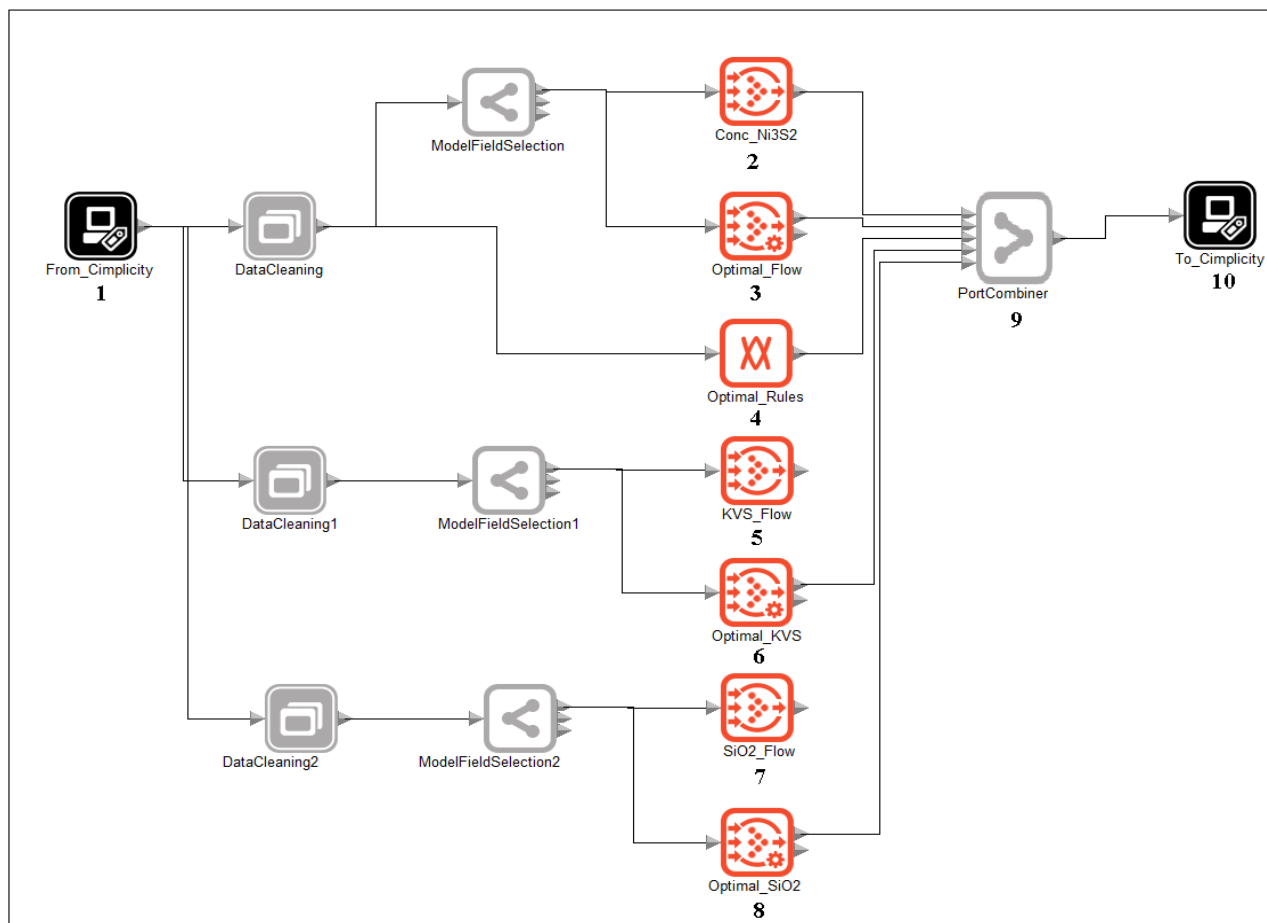 ModelFieldSelection
Conc_Ni3S2
2
From_Cimplicity
1
DataCleaning
Optimal_Flow
3
PortCombiner
9
To_Cimplicity
10
Optimal_Rules
4
DataCleaning1
ModelFieldSelection1
KVS_Flow
5
Optimal_KVS
6
DataCleaning2
ModelFieldSelection2
SiO2_Flow
7
Optimal_SiO2
8